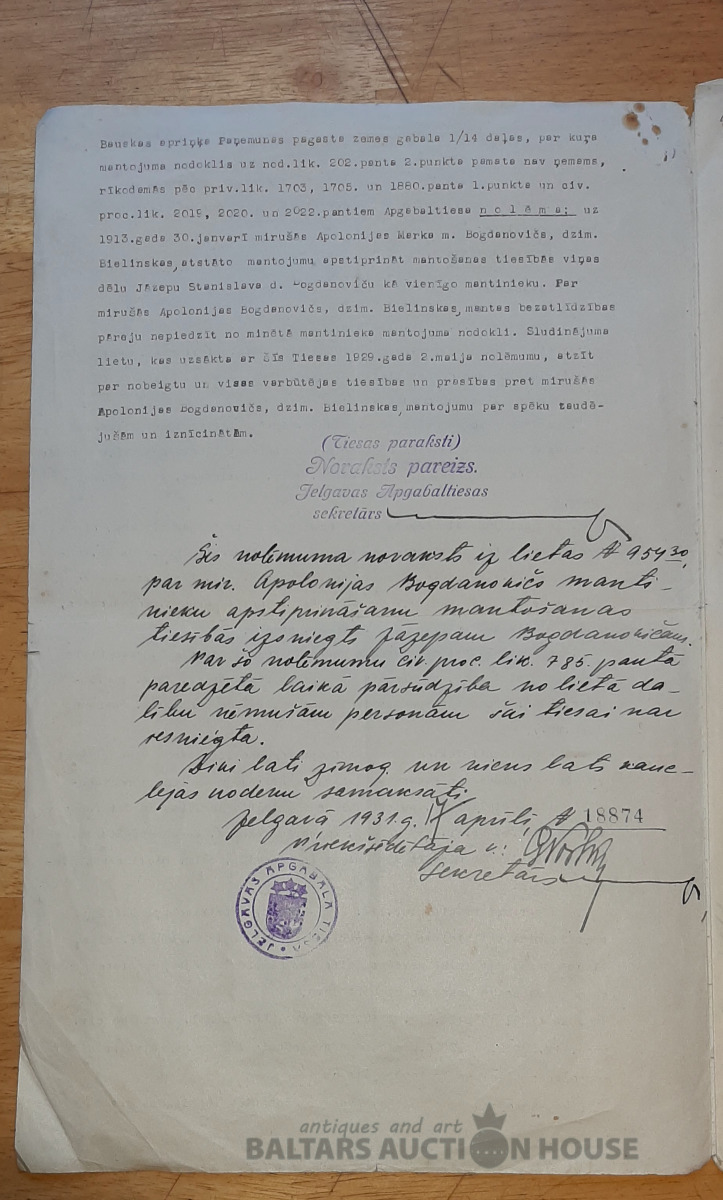 Bauskas apriņķa Paņemunes pagasta zemes gabala 1/14 daļas, par kuŗa
mantojuma nodoklis uz nod.lik. 202.panta 2.punkta pamata nav ņemams,
rīkodamās pēc priv.lik. 1703, 1705. un 1880.panta 1.punkta un civ.
proc.lik. 2019, 2020. un 2022.pantiem Apgabaltiesa n o l ē m a: uz
1913.gada 30.janvarī mirušās Apolonijas Marka m. Bogdanovičs, dzim.
Bielinskas, atstāto mantojumu apstiprināt mantošanas tiesībās viņas
dēlu Jāzepu Staņislava d. Bogdanoviču kā vienīgo mantinieku. Par
mirušās Apolonijas Bogdanovičs, dzim. Bielinskas, mantas bezatlīdzības
pāreju nepiedzīt no minētā mantinieka mantojuma nodokli. Sludinājuma
lietu, kas uzsākta ar šīs Tiesas 1929.gada 2.maija nolēmumu, atzīt
par nobeigtu un visas varbūtējas tiesības un prasības pret mirušās
Apolonijas Bogdanovičs, dzim. Bielinskas, mantojumu par spēku zaudē-
jušām un iznīcinātām.
(Tiesas paraksti)
Noraksts pareizs.
Jelgavas Apgabaltiesas
sekretārs
Šis nolēmuma noraksts iz lietas № 954 30,
par mir. Apolonijas Bogdanovičs manti-
nieku apstiprināšanu mantošanas
tiesībās izsniegts Jāzepam Bogdanovičam.
Par šo nolēmumu civ. proc. lik. 785. pantā
paredzētā laikā pārsūdzība no lietā da-
lību ņēmušām personām šai tiesai nav
iesniegta.
Divi lati zīmog. un viens lats kance-
lejas nodevu samaksāti.
Jelgavā 1931.g. aprīlī, № 18874
Priekšsēdētāja v.:
Sekretārs
JELGAVAS APGABALA TIESA
antiques and art
BALTARS AUCTION HOUSE